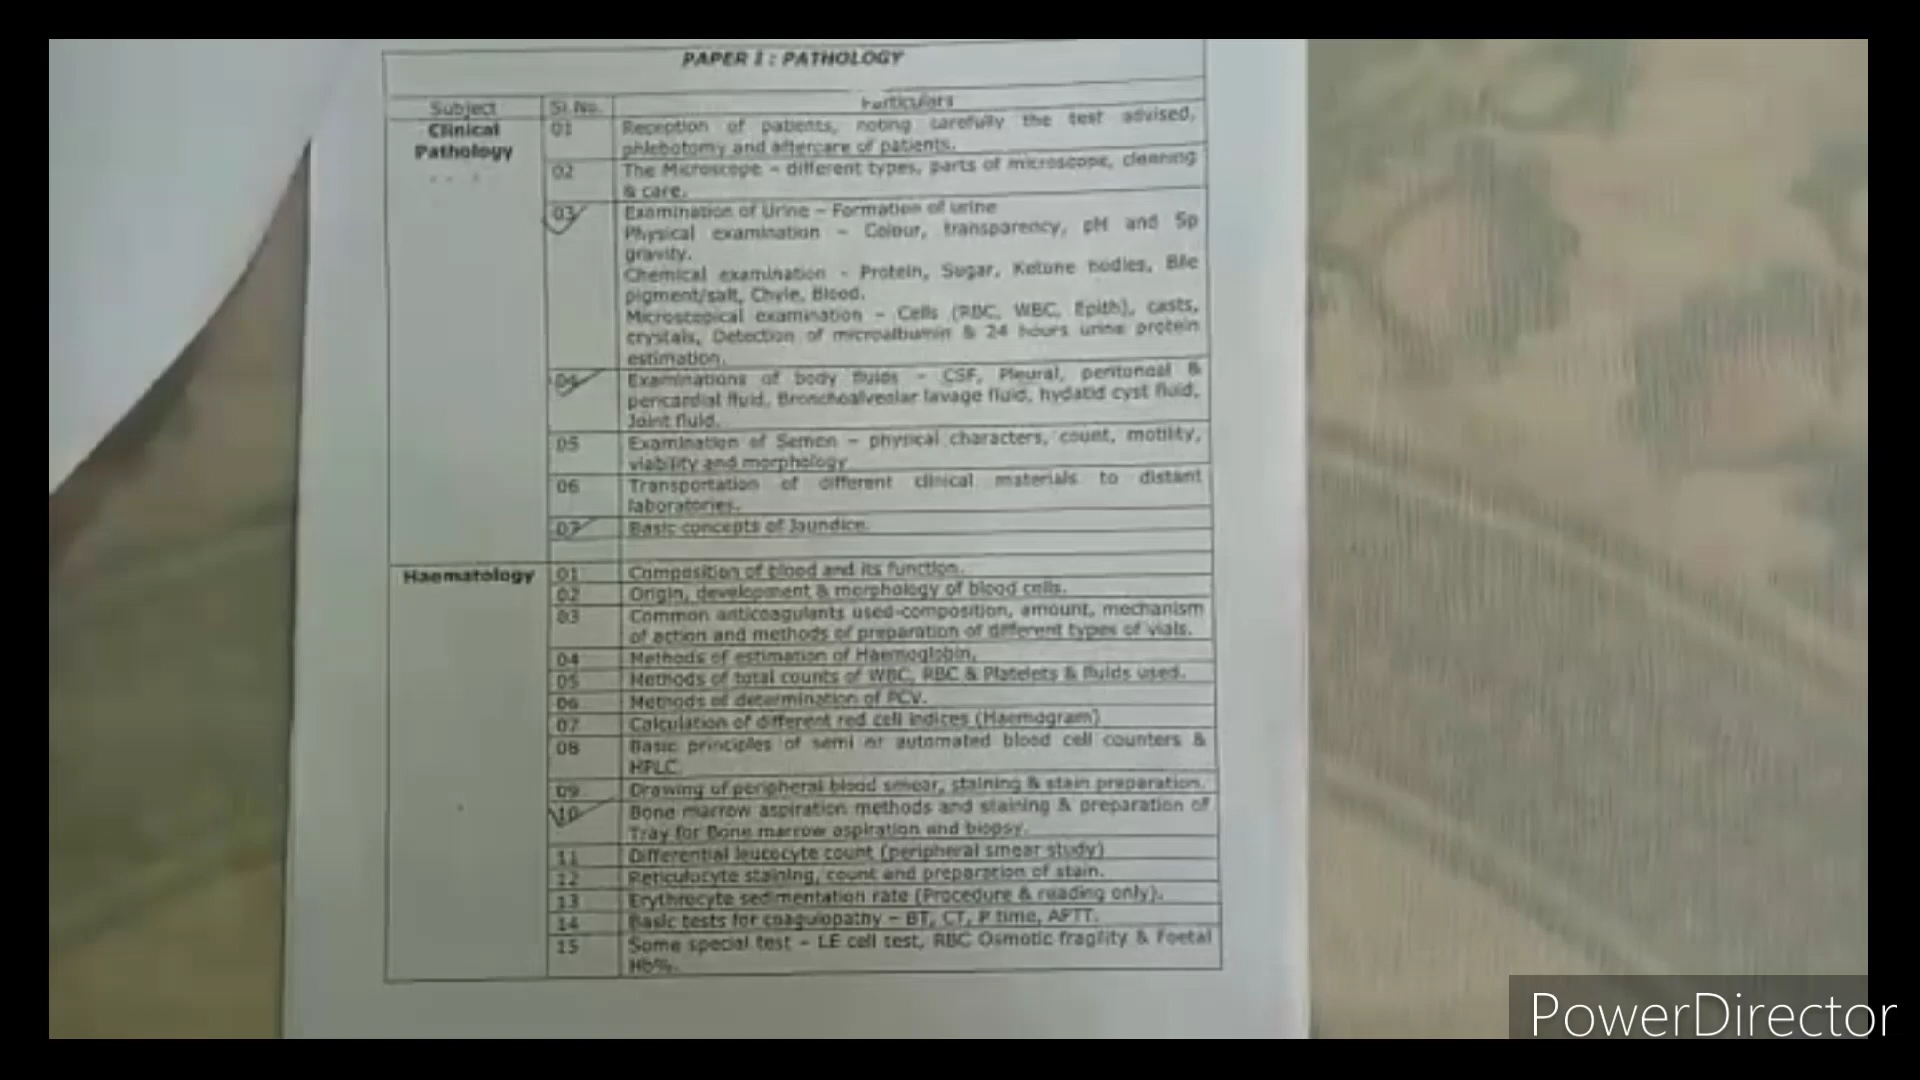 PAPER I : PATHOLOGY
Subject Sl.No. Particulars
Clinical Pathology
01 Reception of patients, noting carefully the test advised,
phlebotomy and aftercare of patients.
02 The Microscope – different types, parts of microscope, cleaning
& care.
03 Examination of Urine – Formation of urine
Physical examination – Colour, transparency, pH and Sp
gravity.
Chemical examination - Protein, Sugar, Ketone bodies, Bile
pigment/salt, Chyle, Blood.
Microscopical examination – Cells (RBC, WBC, Epith), casts,
crystals, Detection of microalbumin & 24 hours urine protein
estimation.
04 Examinations of body fluids – CSF, Pleural, peritoneal &
pericardial fluid, Bronchoalveolar lavage fluid, hydatid cyst fluid,
Joint fluid.
05 Examination of Semen – physical characters, count, motility,
viability and morphology
06 Transportation of different clinical materials to distant
laboratories.
07 Basic concepts of Jaundice.
Haematology
01 Composition of blood and its function.
02 Origin, development & morphology of blood cells.
03 Common anticoagulants used-composition, amount, mechanism
of action and methods of preparation of different types of vials.
04 Methods of estimation of Haemoglobin.
05 Methods of total counts of WBC, RBC & Platelets & fluids used.
06 Methods of determination of PCV.
07 Calculation of different red cell indices (Haemogram)
08 Basic principles of semi or automated blood cell counters &
HPLC.
09 Drawing of peripheral blood smear, staining & stain preparation.
10 Bone marrow aspiration methods and staining & preparation of
Tray for Bone marrow aspiration and biopsy.
11 Differential leucocyte count (peripheral smear study)
12 Reticulocyte staining, count and preparation of stain.
13 Erythrocyte sedimentation rate (Procedure & reading only).
14 Basic tests for coagulopathy – BT, CT, P time, APTT.
15 Some special test – LE cell test, RBC Osmotic fragility & Foetal
Hb%.
PowerDirector